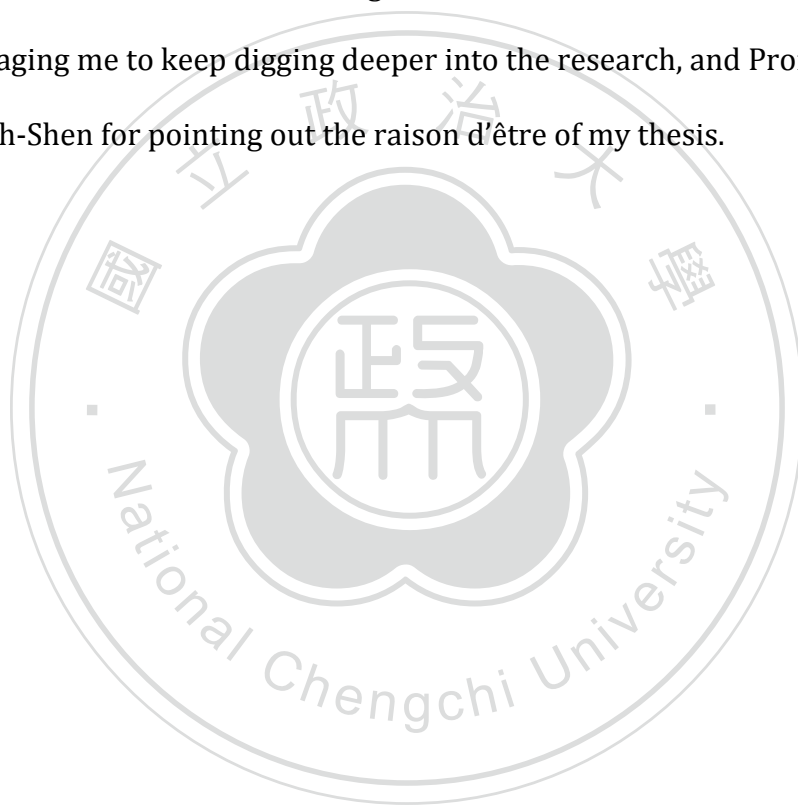 aging me to keep digging deeper into the research, and Pro
h-Shen for pointing out the raison d'être of my thesis.
國立政治大學
National Chengchi University